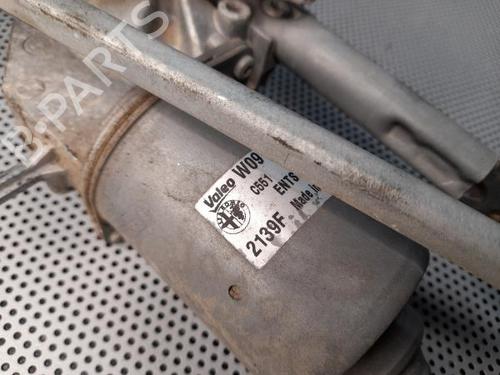 B-PARTS
Valeo W09
C551 ENTS
2139F Made In